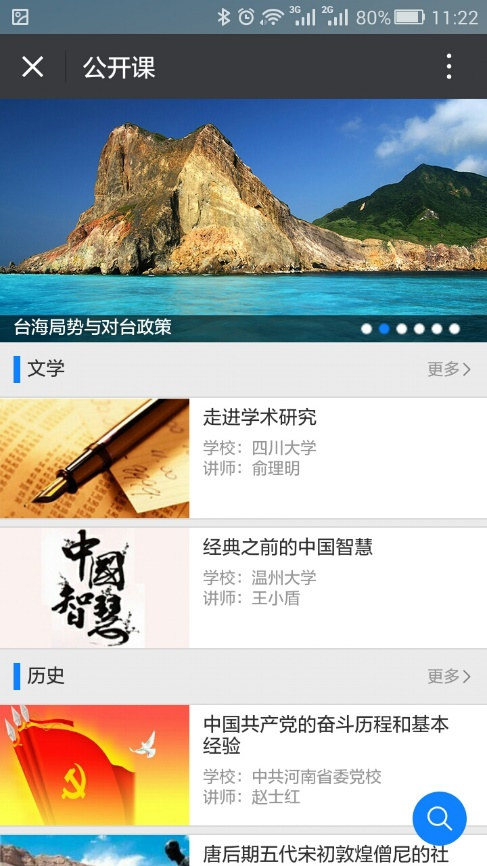 3G 2G 80% 11:22
公开课
台海局势与对台政策
文学 更多
走进学术研究
学校：四川大学
讲师：俞理明
中國
智慧
经典之前的中国智慧
学校：温州大学
讲师：王小盾
历史 更多
中国共产党的奋斗历程和基本
经验
学校：中共河南省委党校
讲师：赵士红
唐后期五代宋初敦煌僧尼的社